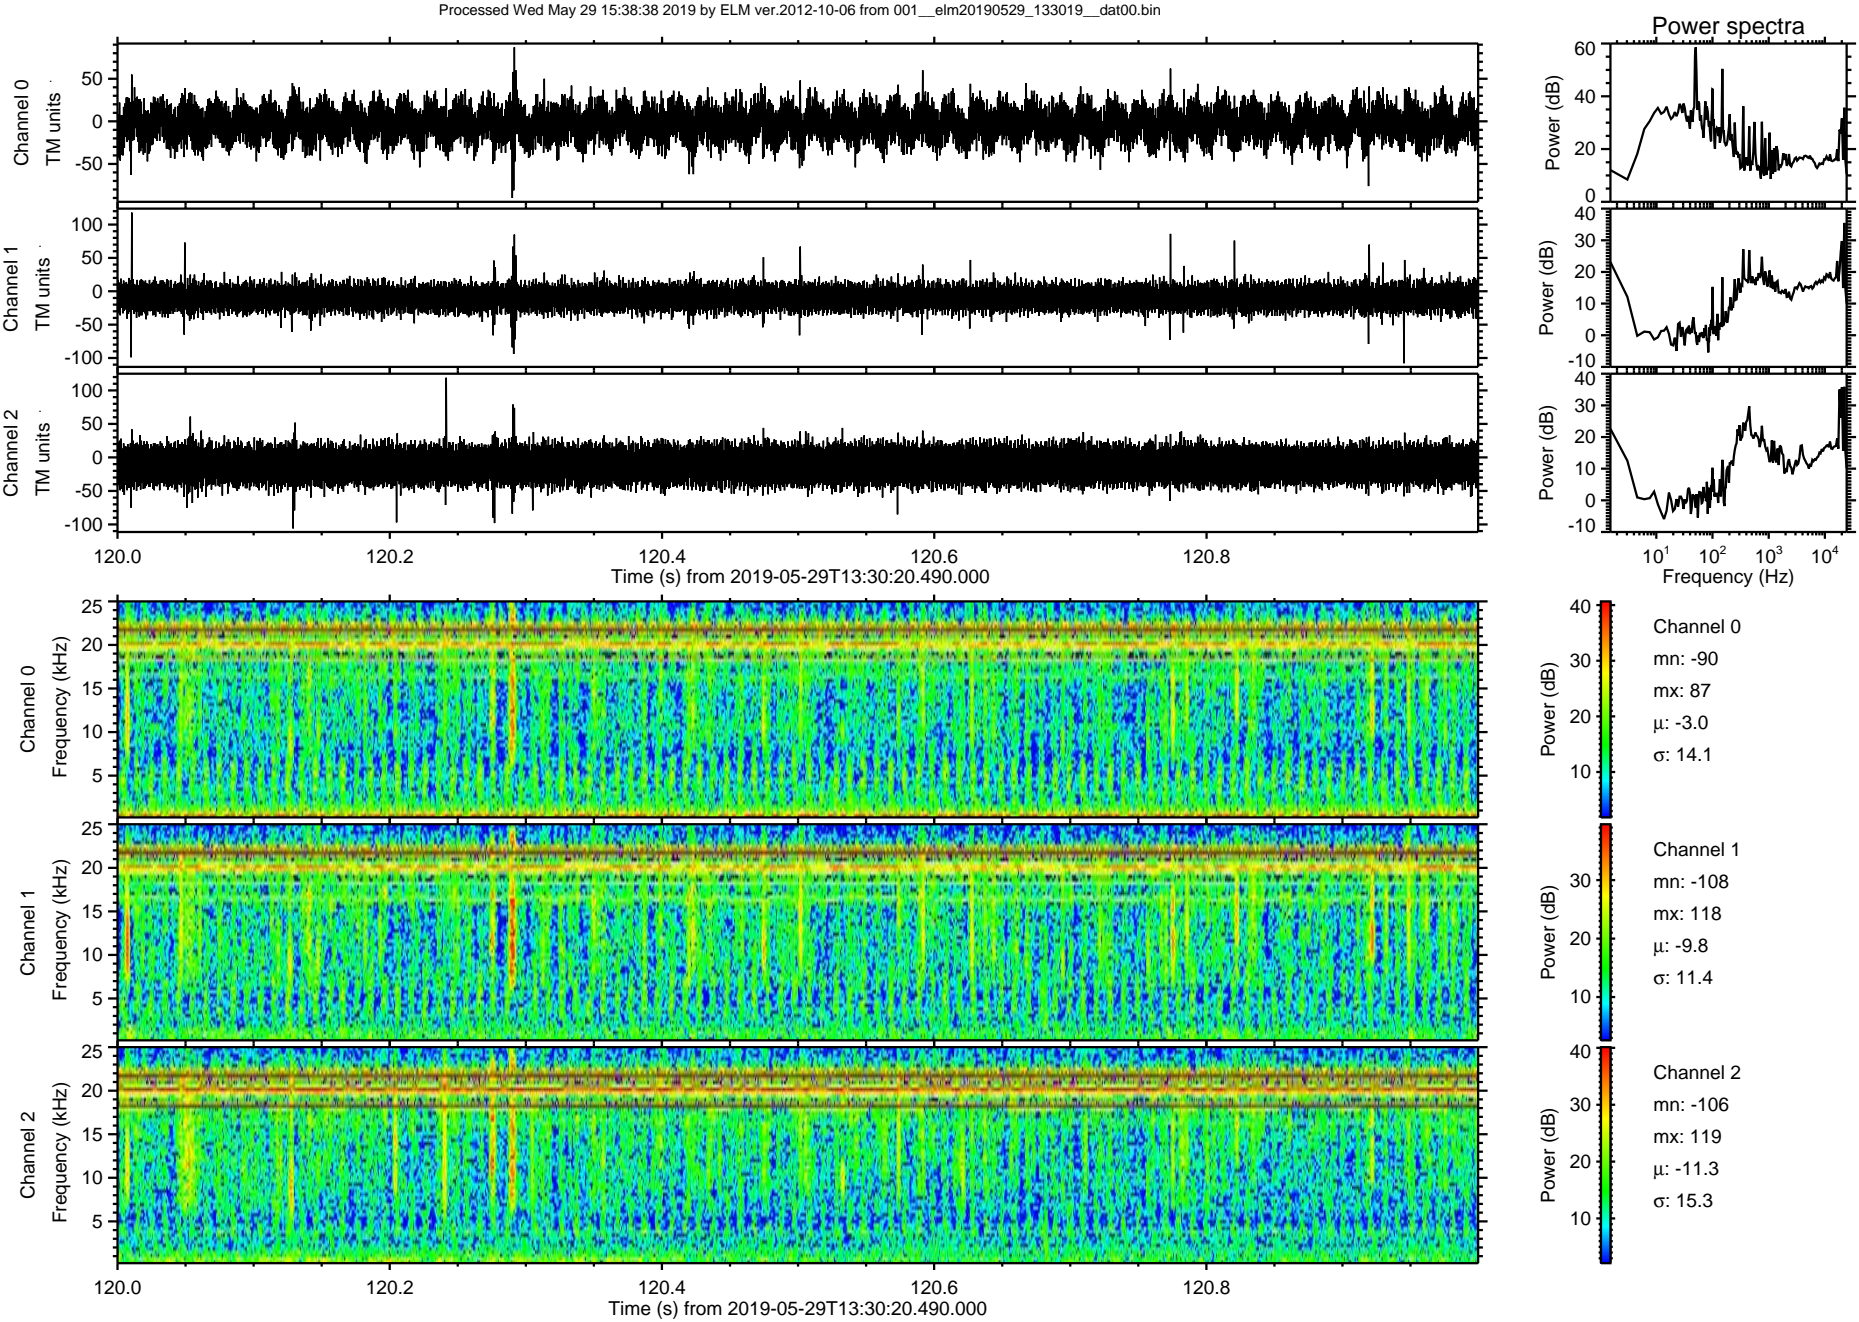 Processed Wed May 29 15:38:38 2019 by ELM ver.2012-10-06 from 001__elm20190529_133019__dat00.bin
Power spectra
Channel 0
TM units
50
0
-50
Power (dB)
60
40
20
0
Channel 1
TM units
100
50
0
-50
-100
Power (dB)
40
30
20
10
0
-10
Channel 2
TM units
100
50
0
-50
-100
Power (dB)
40
30
20
10
0
-10
120.0 120.2 120.4 120.6 120.8
Time (s) from 2019-05-29T13:30:20.490.000
10¹ 10² 10³ 10⁴
Frequency (Hz)
Channel 0
Frequency (kHz)
25
20
15
10
5
Power (dB)
40
30
20
10
Channel 0
mn: -90
mx: 87
μ: -3.0
σ: 14.1
Channel 1
Frequency (kHz)
25
20
15
10
5
Power (dB)
30
20
10
Channel 1
mn: -108
mx: 118
μ: -9.8
σ: 11.4
Channel 2
Frequency (kHz)
25
20
15
10
5
Power (dB)
40
30
20
10
Channel 2
mn: -106
mx: 119
μ: -11.3
σ: 15.3
120.0 120.2 120.4 120.6 120.8
Time (s) from 2019-05-29T13:30:20.490.000